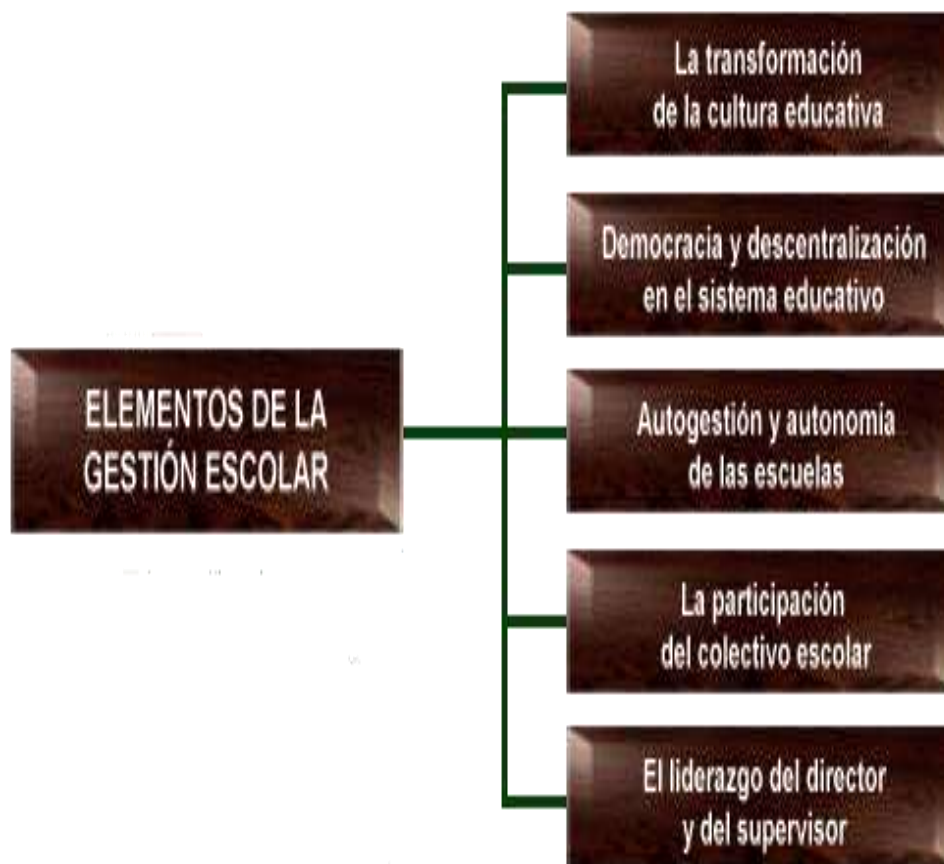 La transformación
de la cultura educativa
Democracia y descentralización
en el sistema educativo
ELEMENTOS DE LA
GESTIÓN ESCOLAR
Autogestión y autonomia
de las escuelas
La participación
del colectivo escolar
El liderazgo del director
y del supervisor